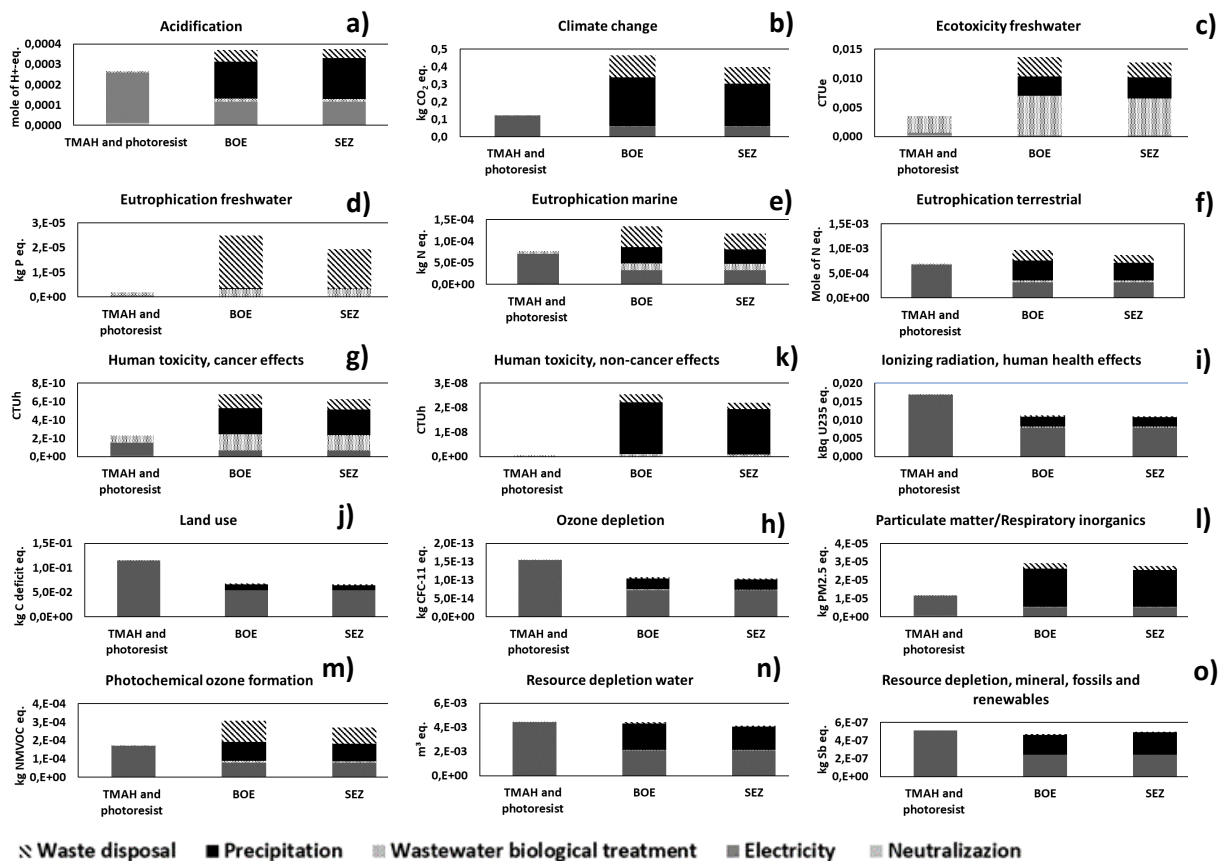 a)
Acidification
mole of H+-eq.
0,0004
0,0003
0,0002
0,0001
0,0000
TMAH and photoresist
BOE
SEZ
b)
Climate change
kg CO₂ eq.
0,5
0,4
0,3
0,2
0,1
0,0
TMAH and
photoresist
BOE
SEZ
c)
Ecotoxicity freshwater
CTUe
0,015
0,010
0,005
0,000
TMAH and
photoresist
BOE
SEZ
d)
Eutrophication freshwater
kg P eq.
3,E-05
2,E-05
1,E-05
0,E+00
TMAH and
photoresist
BOE
SEZ
e)
Eutrophication marine
kg N eq.
1,5E-04
1,0E-04
5,0E-05
0,0E+00
TMAH and
photoresist
BOE
SEZ
f)
Eutrophication terrestrial
Mole of N eq.
1,5E-03
1,0E-03
5,0E-04
0,0E+00
TMAH and
photoresist
BOE
SEZ
g)
Human toxicity, cancer effects
CTUh
8,E-10
6,E-10
4,E-10
2,E-10
0,E+00
TMAH and
photoresist
BOE
SEZ
k)
Human toxicity, non-cancer effects
CTUh
3,E-08
2,E-08
1,E-08
0,E+00
TMAH and
photoresist
BOE
SEZ
i)
Ionizing radiation, human health effects
kBq U235 eq.
0,020
0,015
0,010
0,005
0,000
TMAH and
photoresist
BOE
SEZ
j)
Land use
kg C deficit eq.
1,5E-01
1,0E-01
5,0E-02
0,0E+00
TMAH and
photoresist
BOE
SEZ
h)
Ozone depletion
kg CFC-11 eq.
2,0E-13
1,5E-13
1,0E-13
5,0E-14
0,0E+00
TMAH and
photoresist
BOE
SEZ
l)
Particulate matter/Respiratory inorganics
kg PM2.5 eq.
4,E-05
3,E-05
2,E-05
1,E-05
0,E+00
TMAH and
photoresist
BOE
SEZ
m)
Photochemical ozone formation
kg NMVOC eq.
4,E-04
3,E-04
2,E-04
1,E-04
0,E+00
TMAH and
photoresist
BOE
SEZ
n)
Resource depletion water
m³ eq.
6,E-03
4,E-03
2,E-03
0,E+00
TMAH and
photoresist
BOE
SEZ
o)
Resource depletion, mineral, fossils and
renewables
kg Sb eq.
6,E-07
4,E-07
2,E-07
0,E+00
TMAH and
photoresist
BOE
SEZ
Waste disposal
Precipitation
Wastewater biological treatment
Electricity
Neutralizazion